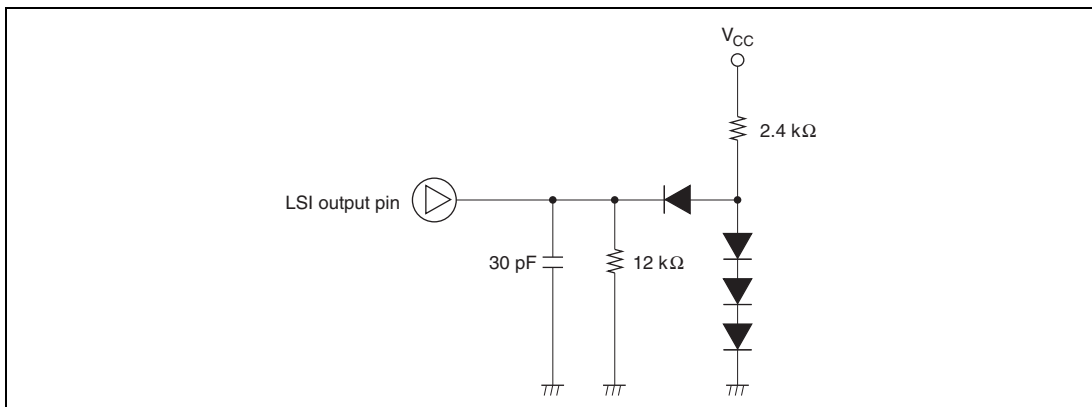 V_CC
2.4 kΩ
LSI output pin
30 pF
12 kΩ